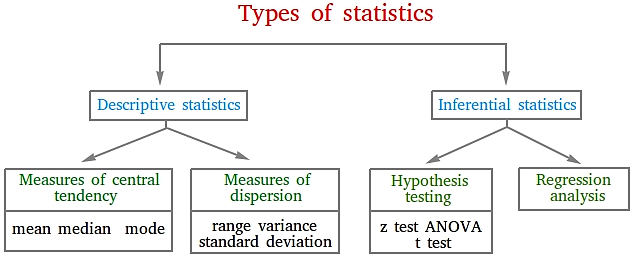 Types of statistics
Descriptive statistics
Inferential statistics
Measures of central
tendency
mean median mode
Measures of
dispersion
range variance
standard deviation
Hypothesis
testing
z test ANOVA
t test
Regression
analysis